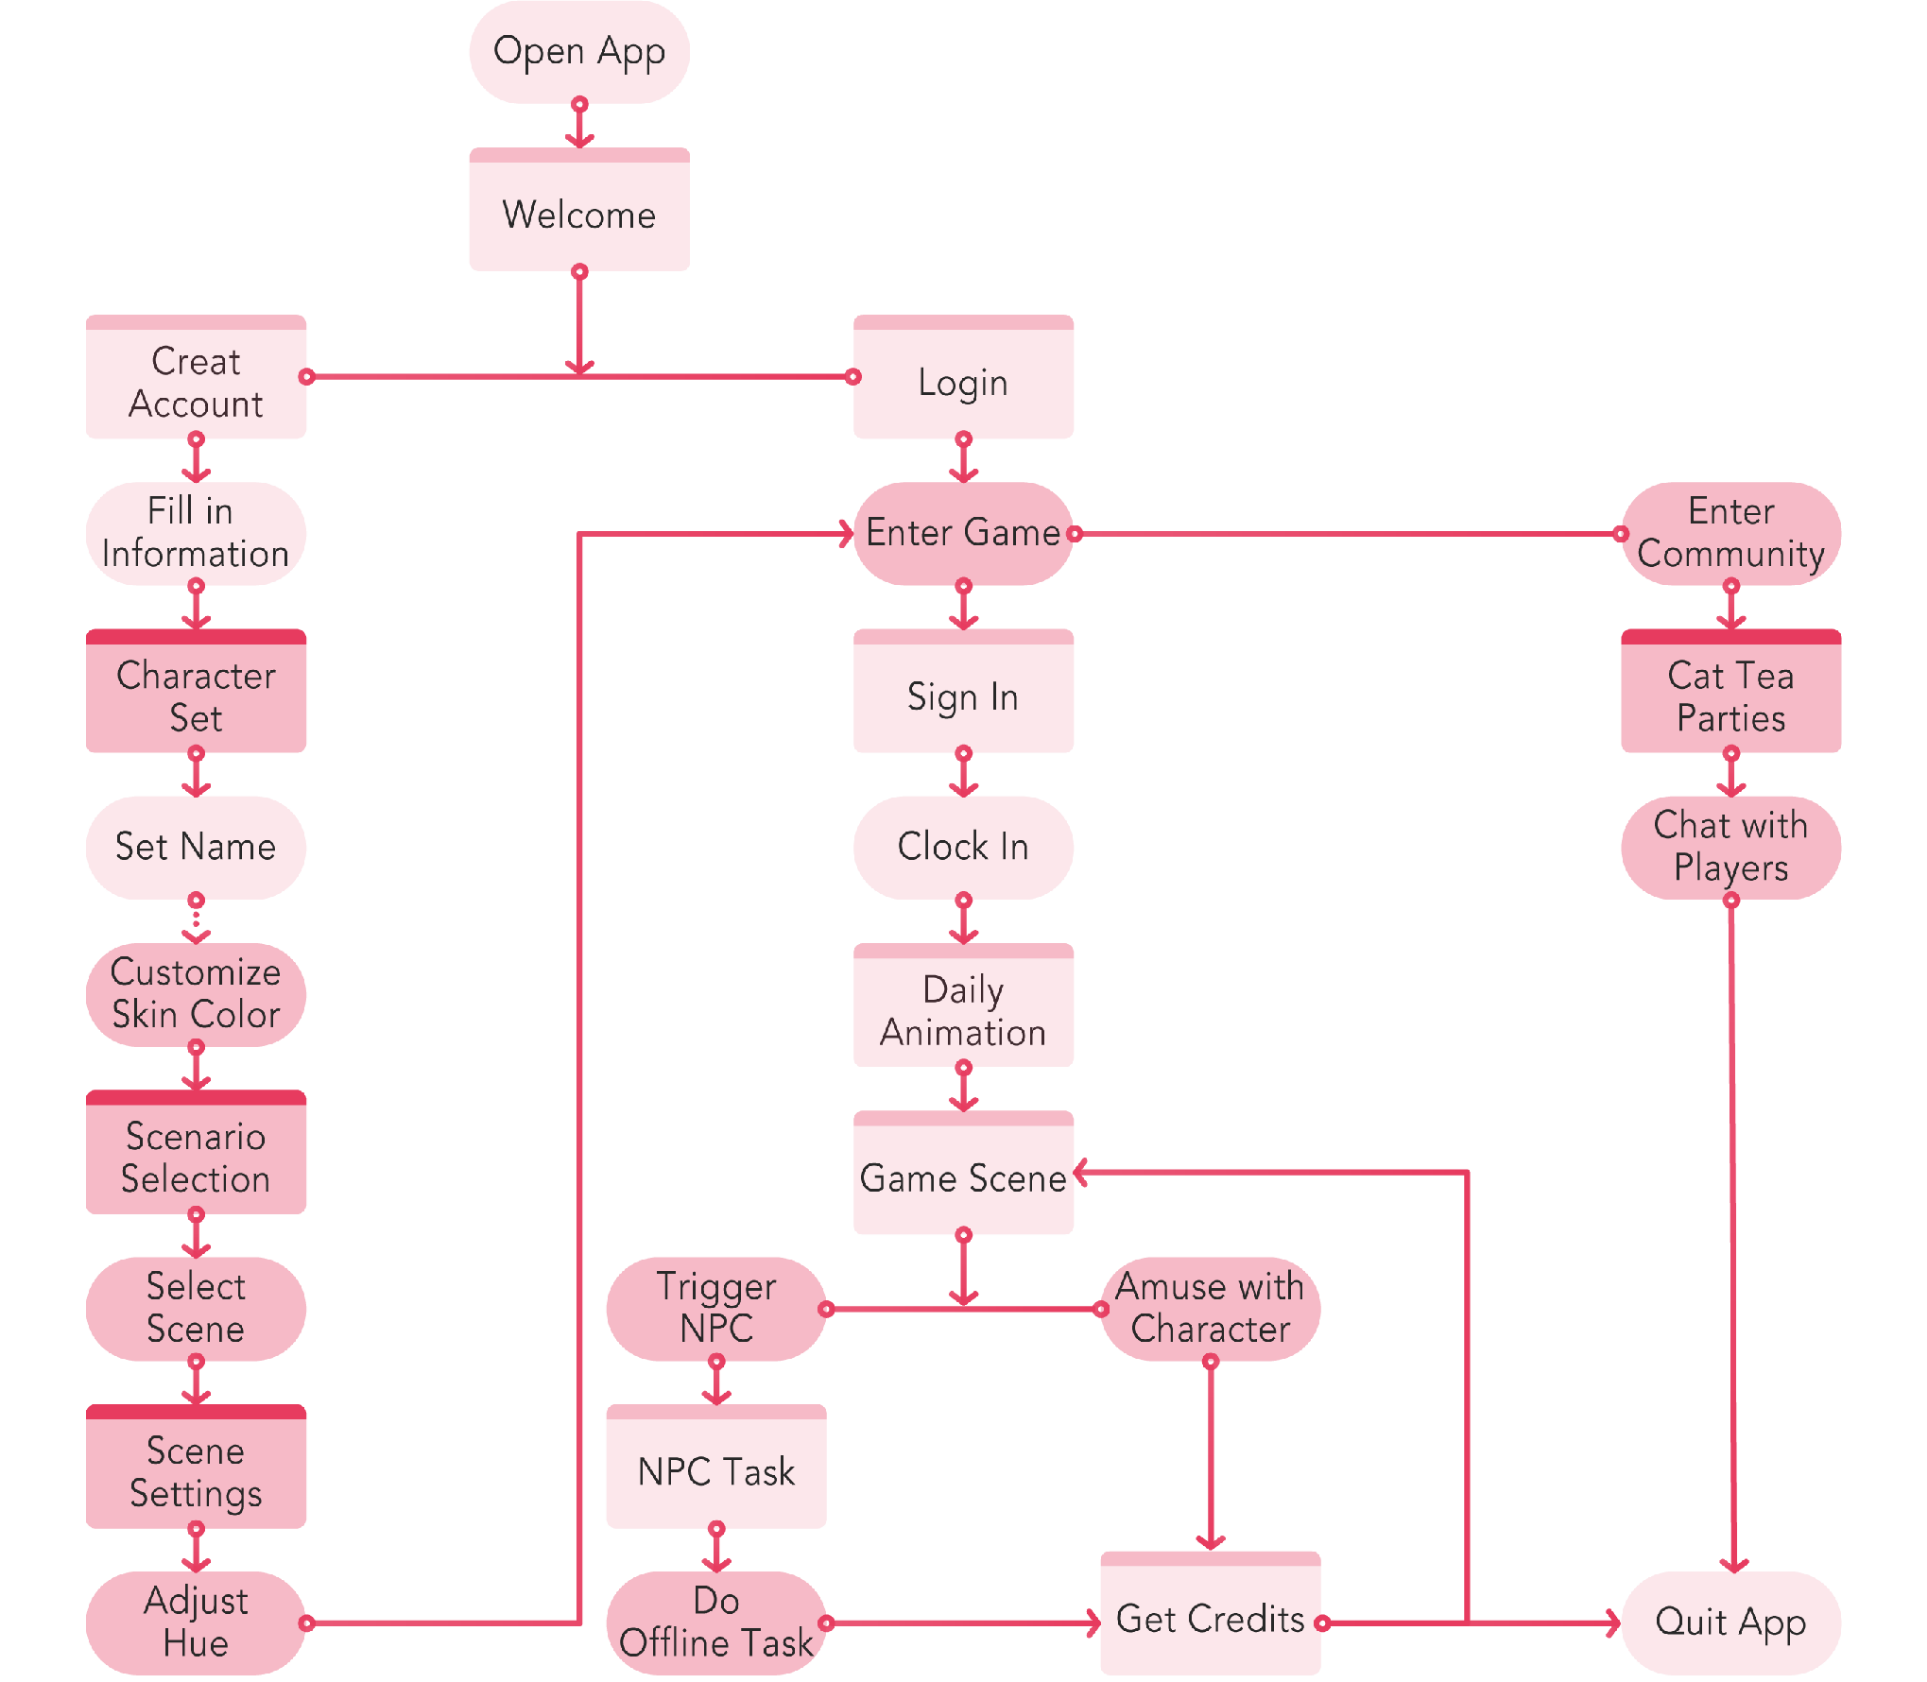 Open App
Welcome
Creat
Account
Login
Fill in
Information
Enter Game
Enter
Community
Character
Set
Sign In
Cat Tea
Parties
Set Name
Clock In
Chat with
Players
Customize
Skin Color
Daily
Animation
Scenario
Selection
Game Scene
Select
Scene
Trigger
NPC
Amuse with
Character
Scene
Settings
NPC Task
Adjust
Hue
Do
Offline Task
Get Credits
Quit App